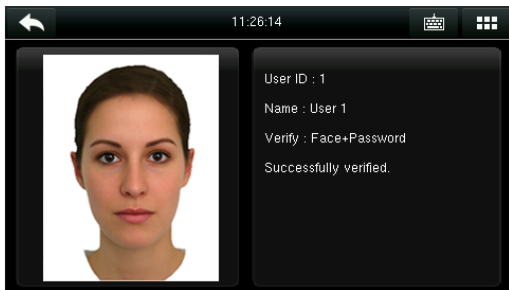 11:26:14
User ID : 1
Name : User 1
Verify : Face+Password
Successfully verified.